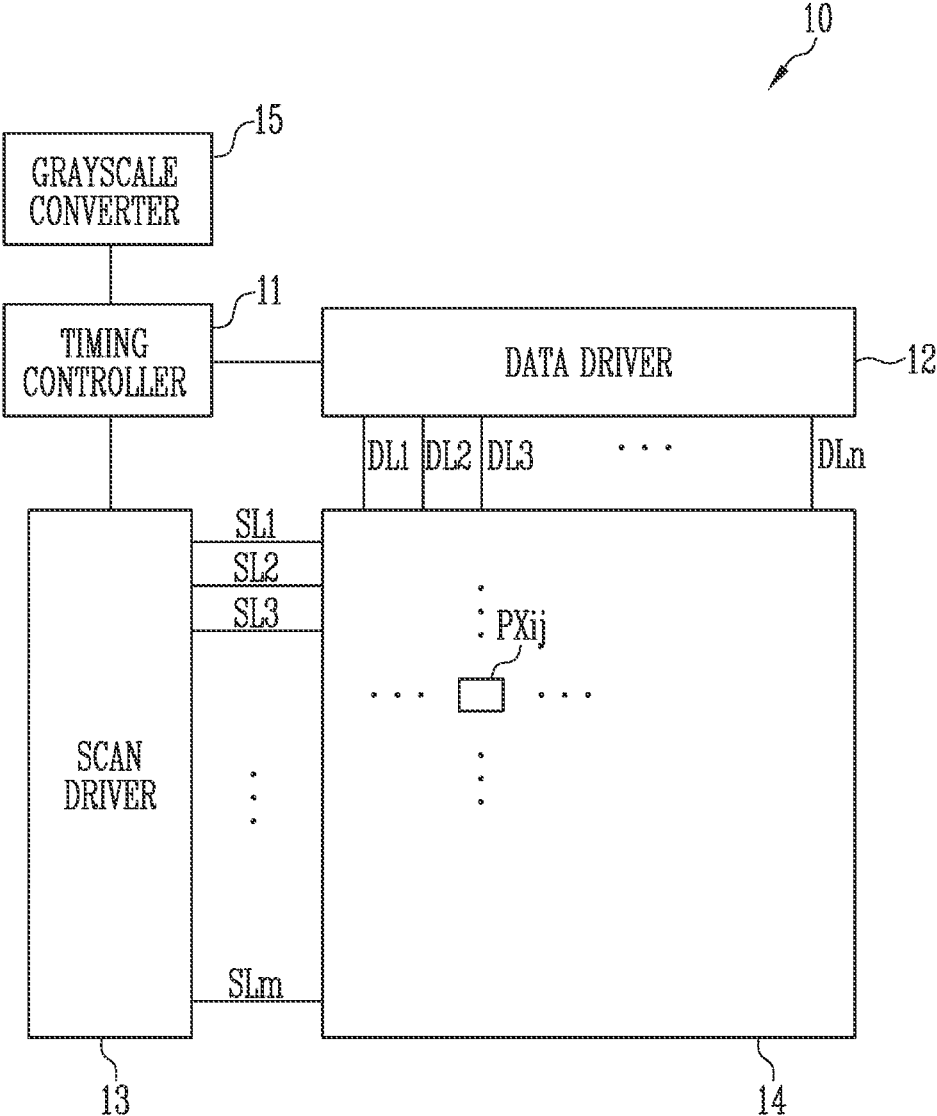 10
15
GRAYSCALE
CONVERTER
11
TIMING
CONTROLLER
DATA DRIVER
12
DL1 DL2 DL3 . . . DLn
SL1
SL2
SL3
PXij
SCAN
DRIVER
SLm
13
14